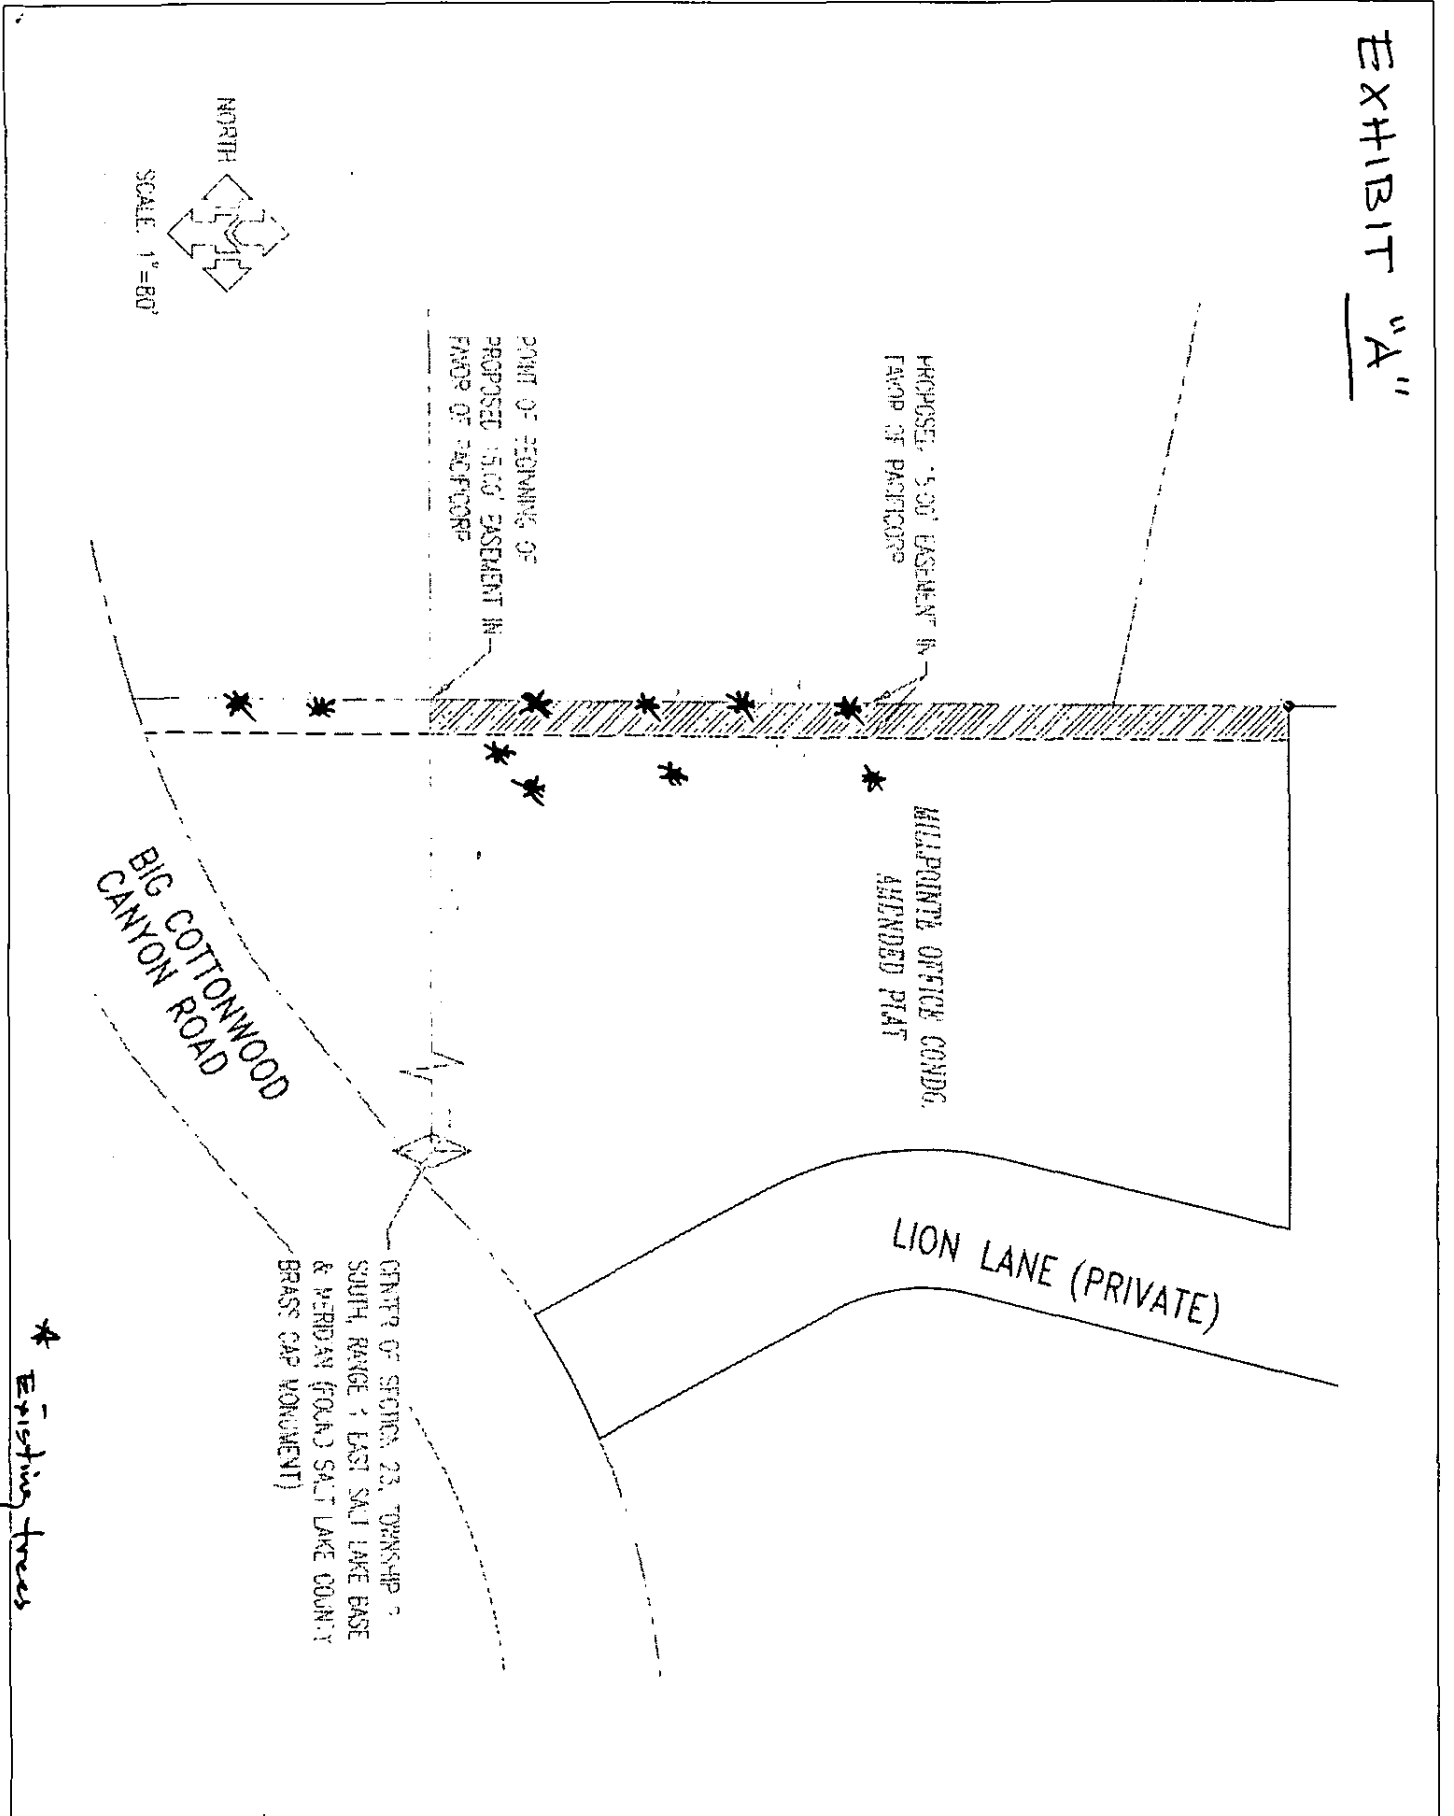 EXHIBIT "A"
PROPOSED 15.00' EASEMENT IN
FAVOR OF PACIFICORP
POINT OF BEGINNING OF
PROPOSED 15.00' EASEMENT IN
FAVOR OF PACIFICORP
NORTH
SCALE 1"=80'
MILLPOINTE OFFICE CONDO.
AMENDED PLAT
LION LANE (PRIVATE)
BIG COTTONWOOD
CANYON ROAD
CENTER OF SECTION 23, TOWNSHIP
SOUTH, RANGE 1 EAST SALT LAKE BASE
& MERIDIAN (FOUND SALT LAKE COUNTY
BRASS CAP MONUMENT)
* Existing trees